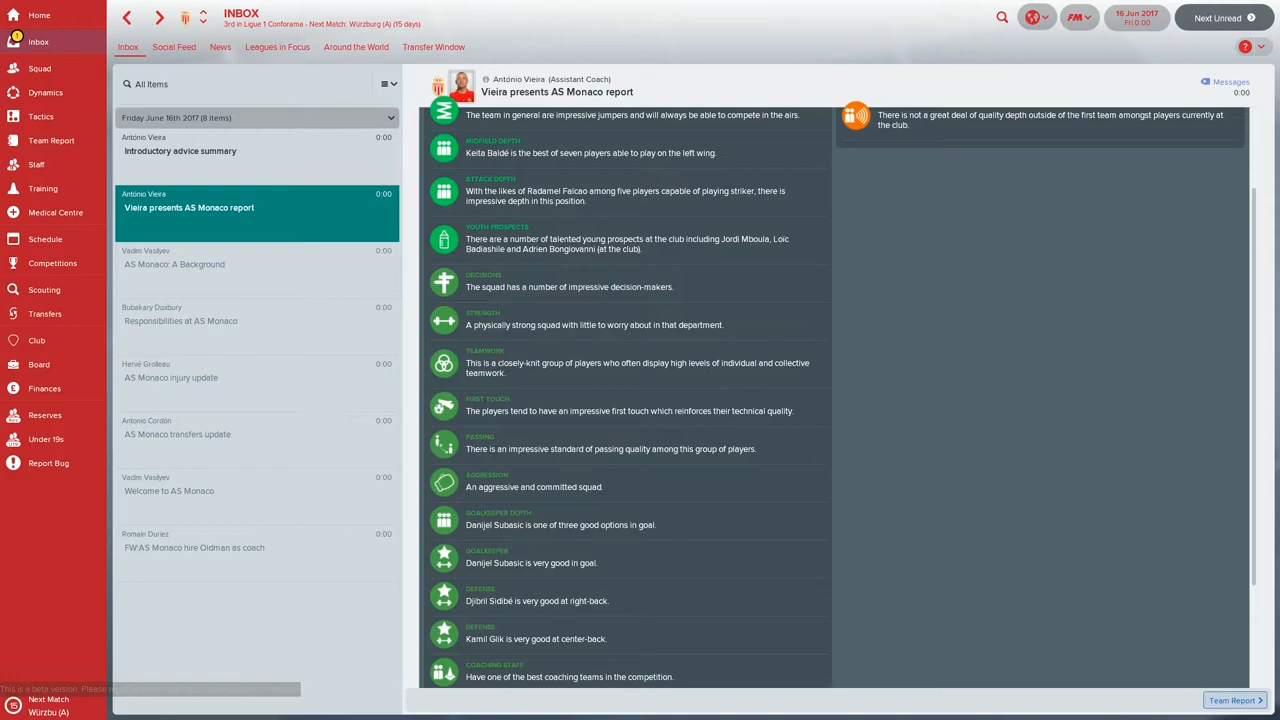 Home
1
Inbox
Squad
Dynamics
Tactics
Team Report
Staff
Training
Medical Centre
Schedule
Competitions
Scouting
Transfers
Club
Board
Finances
Reserves
Under 19s
Report Bug
This is a beta version. Please
15
Next Match
Würzbu (A)
INBOX
3rd in Ligue 1 Conforama - Next Match: Würzburg (A) (15 days)
FM
16 Jun 2017
Fri 0:00
Next Unread
Inbox
Social Feed
News
Leagues in Focus
Around the World
Transfer Window
?
All Items
Friday June 16th 2017 (8 items)
António Vieira 0:00
Introductory advice summary
António Vieira 0:00
Vieira presents AS Monaco report
Vadim Vasilyev 0:00
AS Monaco: A Background
Bubakary Duxbury 0:00
Responsibilities at AS Monaco
Hervé Grolleau 0:00
AS Monaco injury update
Antonio Cordón 0:00
AS Monaco transfers update
Vadim Vasilyev 0:00
Welcome to AS Monaco
Romain Duriez 0:00
FW:AS Monaco hire Oldman as coach
António Vieira (Assistant Coach)
Vieira presents AS Monaco report
Messages
0:00
The team in general are impressive jumpers and will always be able to compete in the airs.
MIDFIELD DEPTH
Keita Baldé is the best of seven players able to play on the left wing.
ATTACK DEPTH
With the likes of Radamel Falcao among five players capable of playing striker, there is
impressive depth in this position.
YOUTH PROSPECTS
There are a number of talented young prospects at the club including Jordi Mboula, Loïc
Badiashile and Adrien Bongiovanni (at the club).
DECISIONS
The squad has a number of impressive decision-makers.
STRENGTH
A physically strong squad with little to worry about in that department.
TEAMWORK
This is a closely-knit group of players who often display high levels of individual and collective
teamwork.
FIRST TOUCH
The players tend to have an impressive first touch which reinforces their technical quality.
PASSING
There is an impressive standard of passing quality among this group of players.
AGGRESSION
An aggressive and committed squad.
GOALKEEPER DEPTH
Danijel Subasic is one of three good options in goal.
GOALKEEPER
Danijel Subasic is very good in goal.
DEFENSE
Djibril Sidibé is very good at right-back.
DEFENSE
Kamil Glik is very good at center-back.
COACHING STAFF
Have one of the best coaching teams in the competition.
There is not a great deal of quality depth outside of the first team amongst players currently at
the club.
Team Report